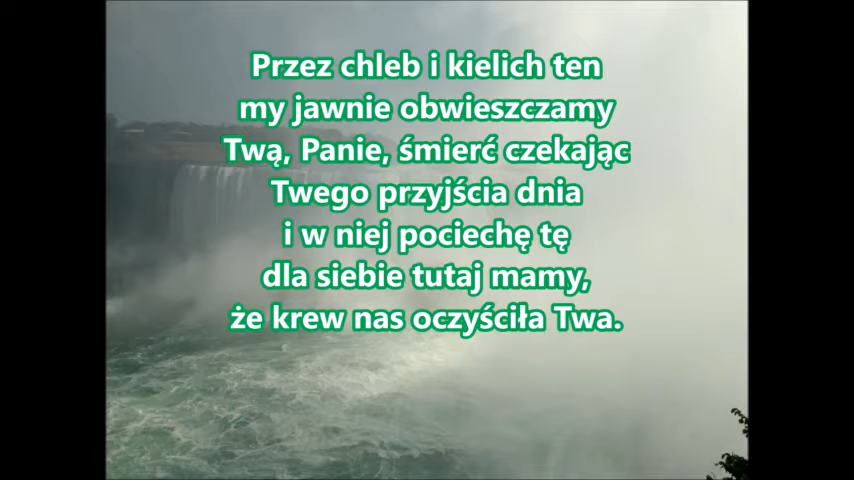 Przez chleb i kielich ten
my jawnie obwieszczamy
Twą, Panie, śmierć czekając
Twego przyjścia dnia
i w niej pociechę tę
dla siebie tutaj mamy,
że krew nas oczyściła Twa.